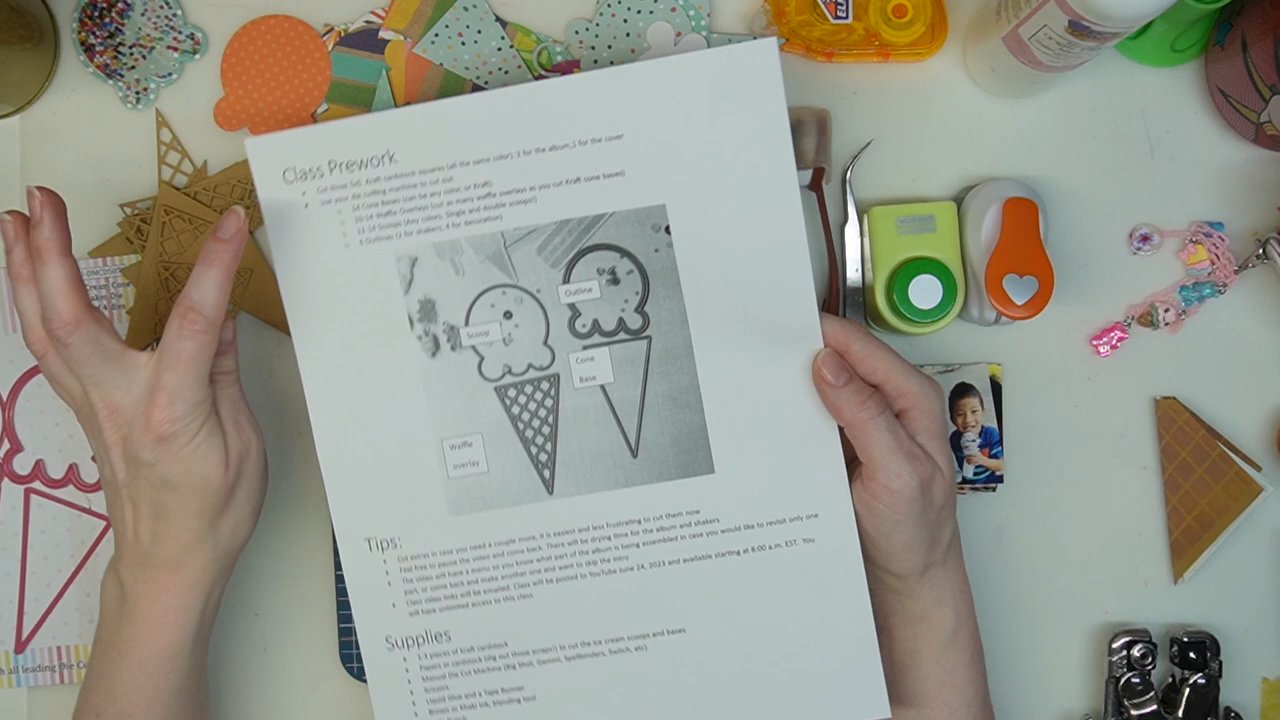 Class Prework
Cut three 5x6 Kraft cardstock squares (all the same color), 2 for the album, 1 for the cover
Use your die cutting machine to cut out
14 Cone Bases (can be any color, or Kraft)
10-14 Waffle Overlays (cut as many waffle overlays as you cut Kraft cone bases)
12-14 Scoops (Any colors. Single and double scoops!)
6 Outlines (2 for shakers, 4 for decoration)
Outline
Scoop
Cone
Base
Waffle
overlay
Tips:
Cut extras in case you need a couple more, it is easiest and less frustrating to cut them now
Feel free to pause the video and come back. There will be drying time for the album and shakers
The video will have a menu so you know what part of the album is being assembled in case you would like to revisit only one
part, or come back and make another one and want to skip the intro
Class video links will be emailed. Class will be posted to YouTube June 24, 2023 and available starting at 8:00 a.m. EST. You
will have unlimited access to this class.
Supplies
1-3 pieces of Kraft cardstock
Papers or cardstock (dig out those scraps!) to cut the ice cream scoops and bases
Manual Die Cut Machine (Big Shot, Gemini, Spellbinders, Switch, etc)
Scissors
Liquid Glue and a Tape Runner
Brown or Khaki ink, blending tool
all leading Die Cu